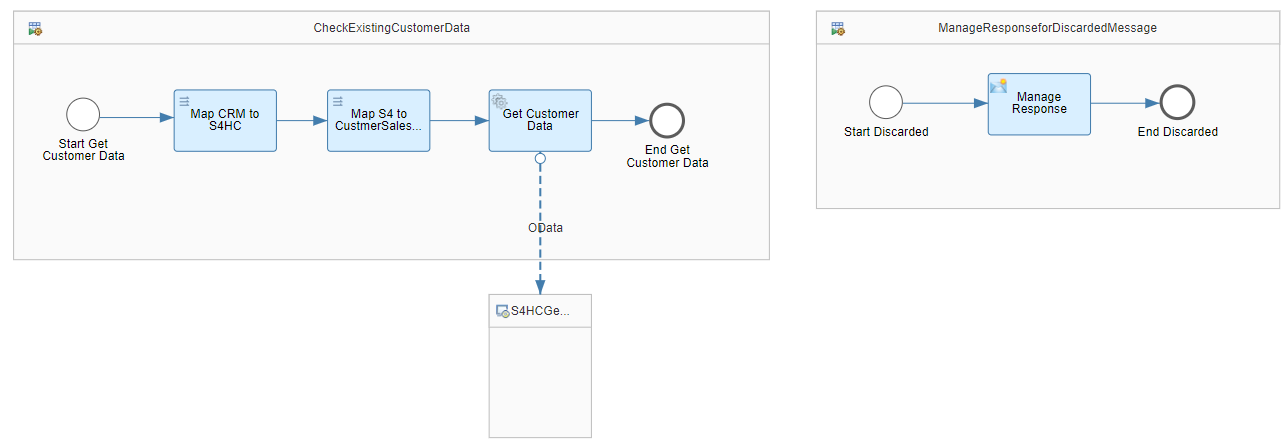 CheckExistingCustomerData
Map CRM to
S4HC
Map S4 to
CustmerSales...
Get Customer
Data
Start Get
Customer Data
End Get
Customer Data
OData
S4HCGe...
ManageResponseforDiscardedMessage
Manage
Response
Start Discarded
End Discarded